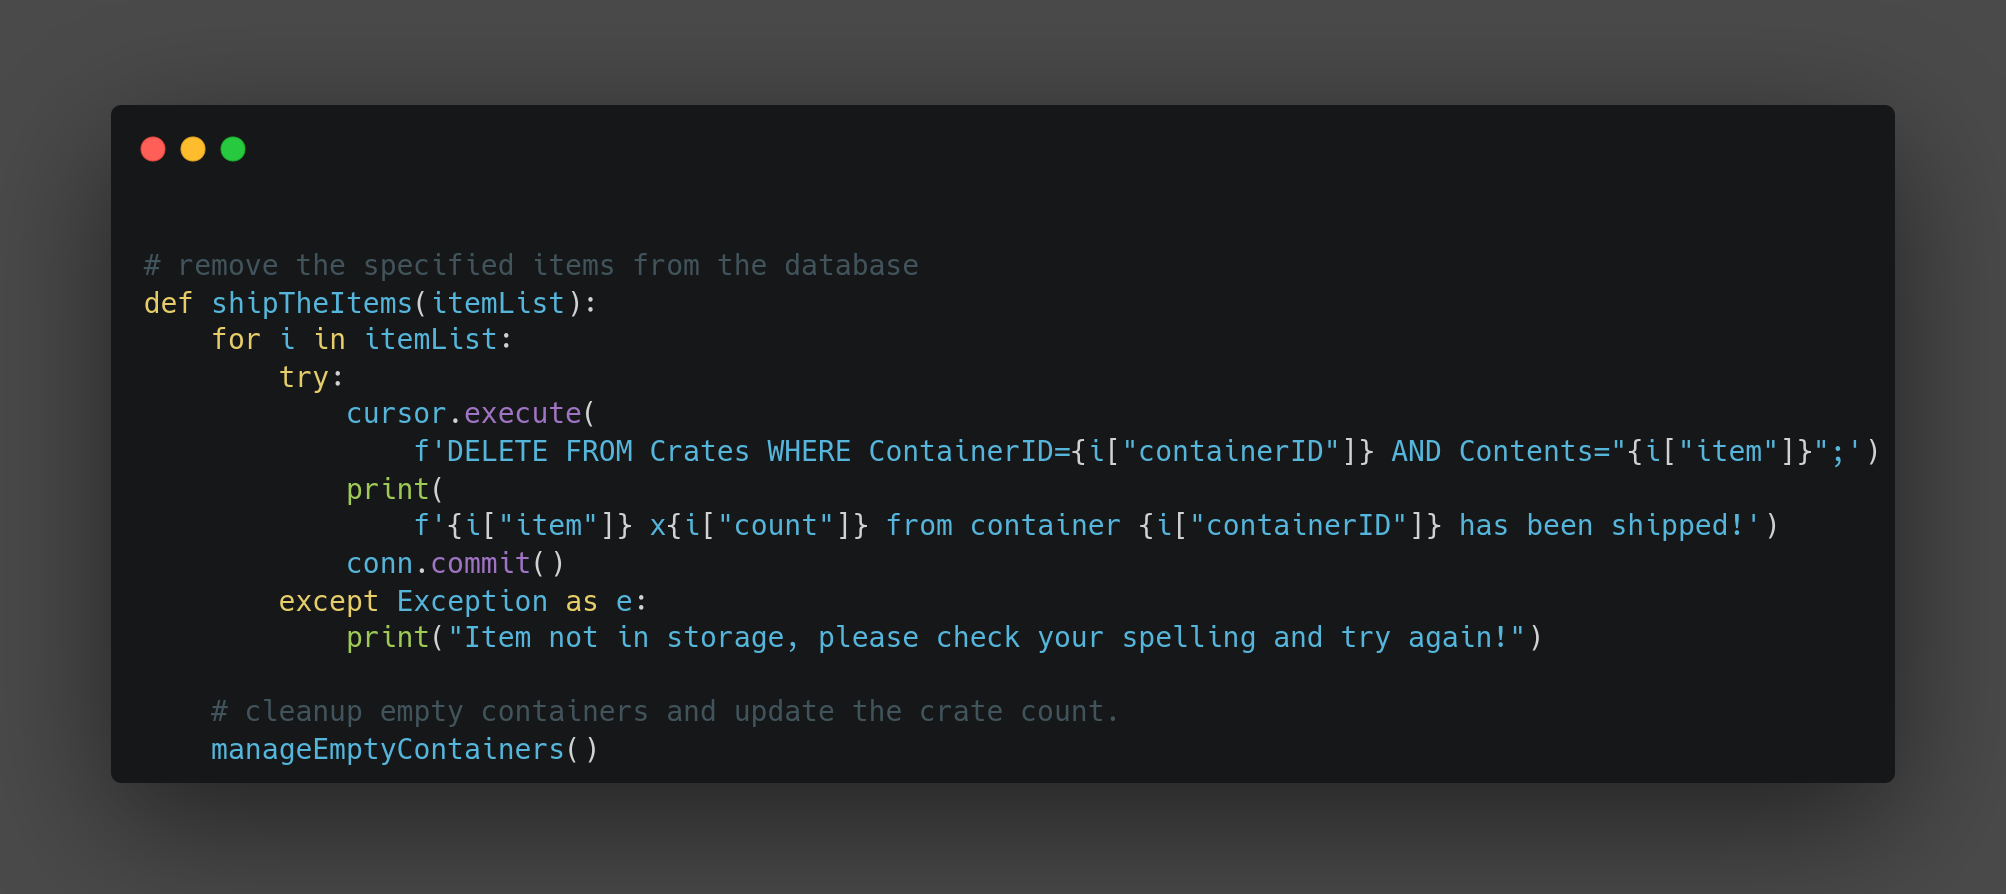 # remove the specified items from the database
def shipTheItems(itemList):
    for i in itemList:
        try:
            cursor.execute(
                f'DELETE FROM Crates WHERE ContainerID={i["containerID"]} AND Contents="{i["item"]}";')
            print(
                f'{i["item"]} x{i["count"]} from container {i["containerID"]} has been shipped!')
            conn.commit()
        except Exception as e:
            print("Item not in storage, please check your spelling and try again!")

    # cleanup empty containers and update the crate count.
    manageEmptyContainers()